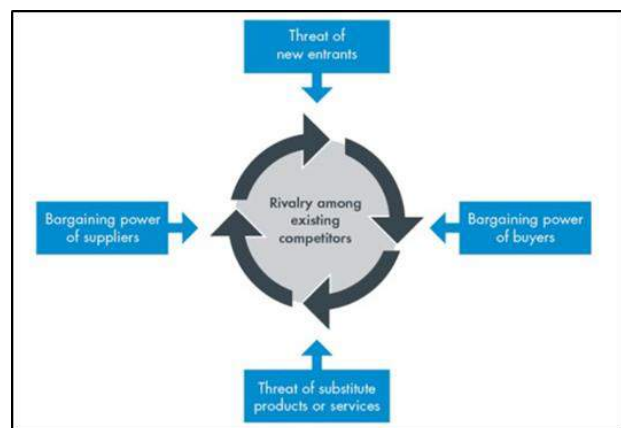 Threat of
new entrants
Rivalry among
existing
competitors
Bargaining power
of suppliers
Bargaining power
of buyers
Threat of substitute
products or services